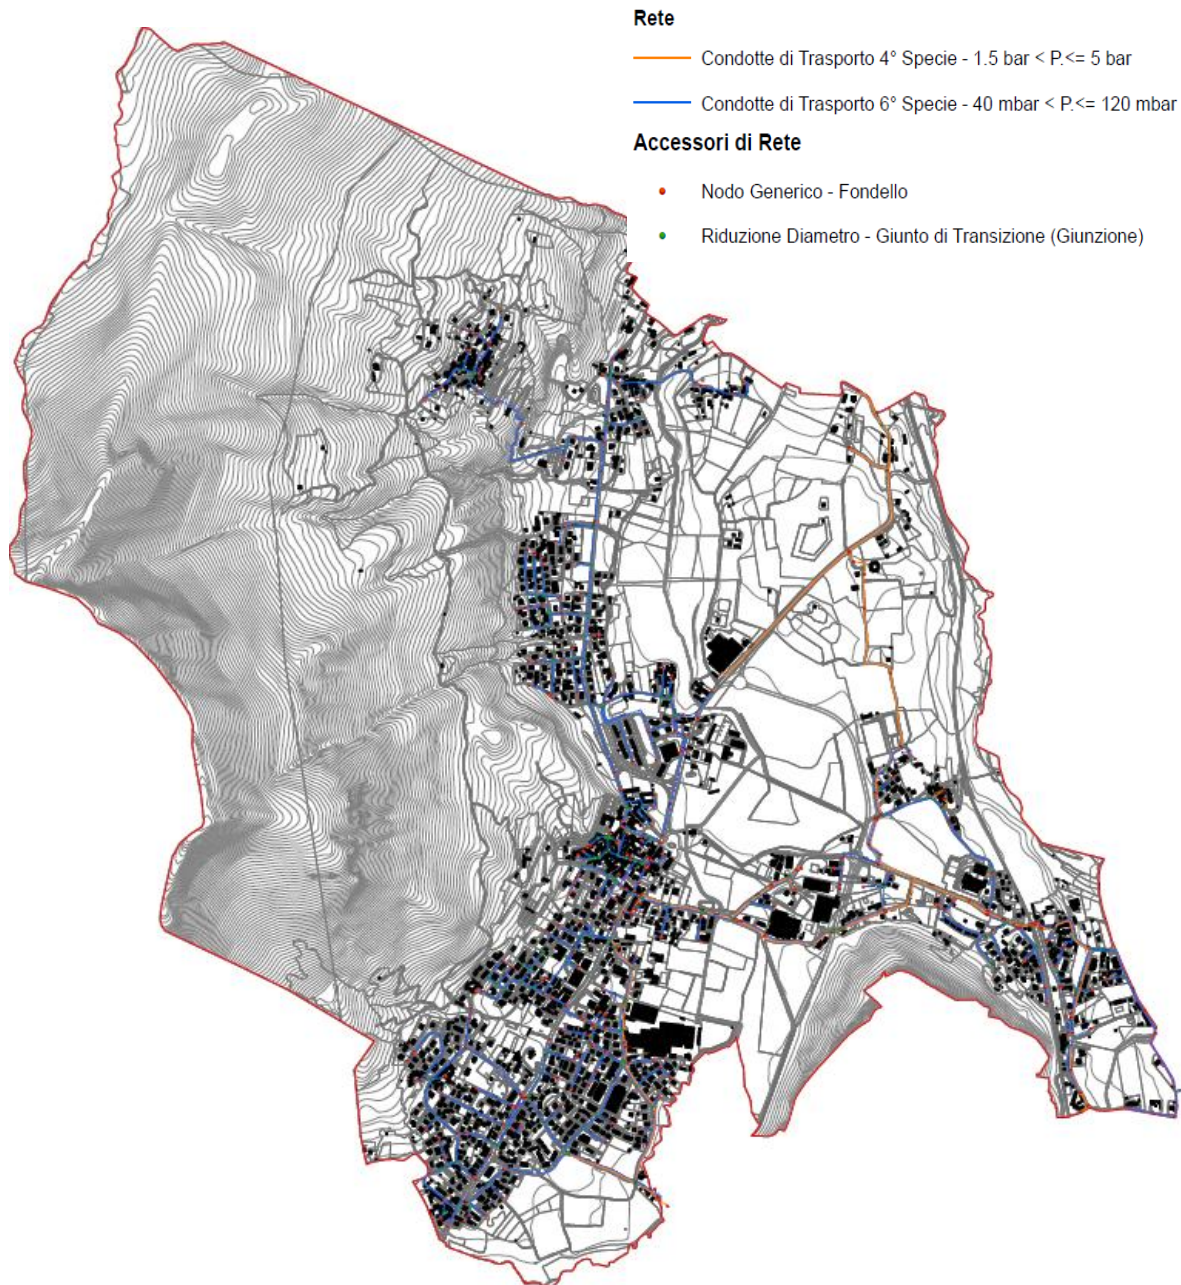 Rete
Condotte di Trasporto 4° Specie - 1.5 bar < P.<= 5 bar
Condotte di Trasporto 6° Specie - 40 mbar < P.<= 120 mbar
Accessori di Rete
Nodo Generico - Fondello
Riduzione Diametro - Giunto di Transizione (Giunzione)